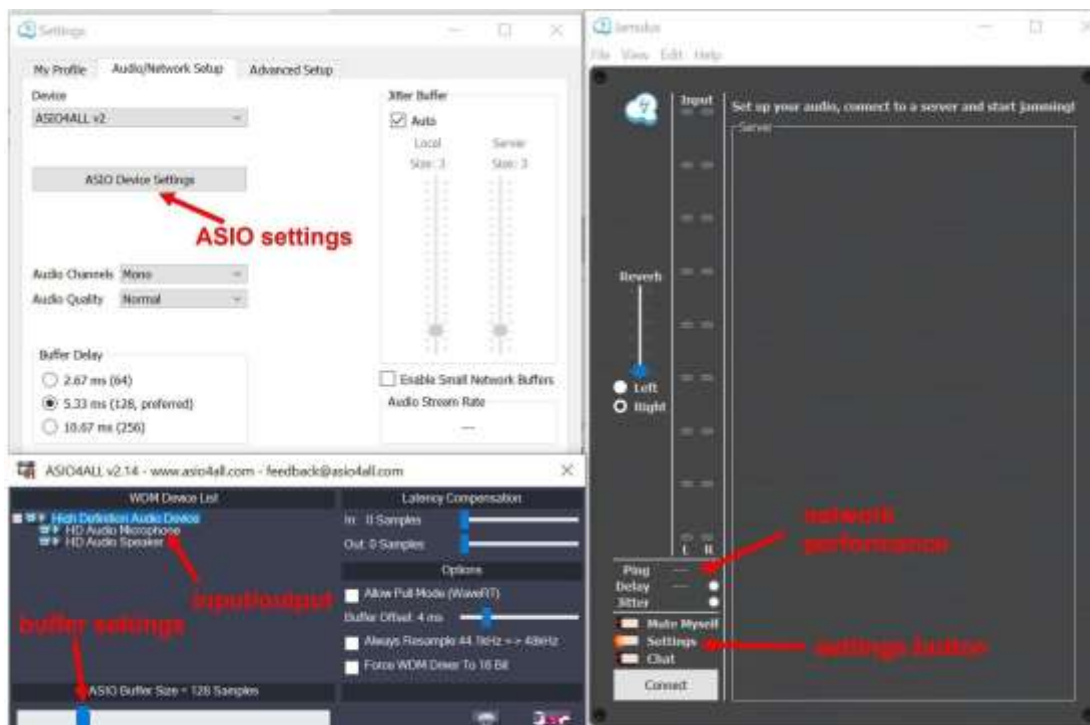 Settings
My Profile Audio/Network Setup Advanced Setup
Device
ASIO4ALL v2
ASIO Device Settings
ASIO settings
Audio Channels Mono
Audio Quality Normal
Buffer Delay
2.67 ms (64)
5.33 ms (128, preferred)
10.67 ms (256)
Jitter Buffer
Auto
Local Server
Size: 3 Size: 3
Enable Small Network Buffers
Audio Stream Rate
---
ASIO4ALL v2.14 - www.asio4all.com - feedback@asio4all.com
WDM Device List
High Definition Audio Device
HD Audio Microphone
HD Audio Speaker
input/output
buffer settings
ASIO Buffer Size = 128 Samples
Latency Compensation
In: 0 Samples
Out: 0 Samples
Options
Allow Pull Mode (WaveRT)
Buffer Offset: 4 ms
Always Resample 44.1kHz <-> 48kHz
Force WDM Driver To 16 Bit
Jamulus
File View Edit Help
Input
Set up your audio, connect to a server and start jamming!
Server
Reverb
Left
Right
L R
network
performance
Ping ---
Delay ---
Jitter
Mute Myself
Settings
Chat
settings button
Connect